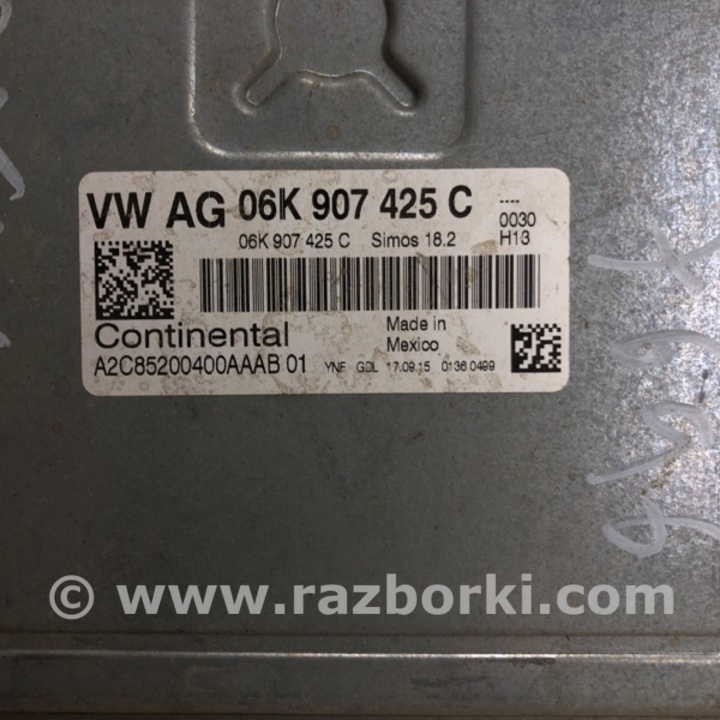 VW AG 06K 907 425 C ----
0030
06K 907 425 C Simos 18.2 H13
Continental Made in
Mexico
A2C85200400AAAB 01 YNF GDL 17.09.15 0136 0499
© www.razborki.com